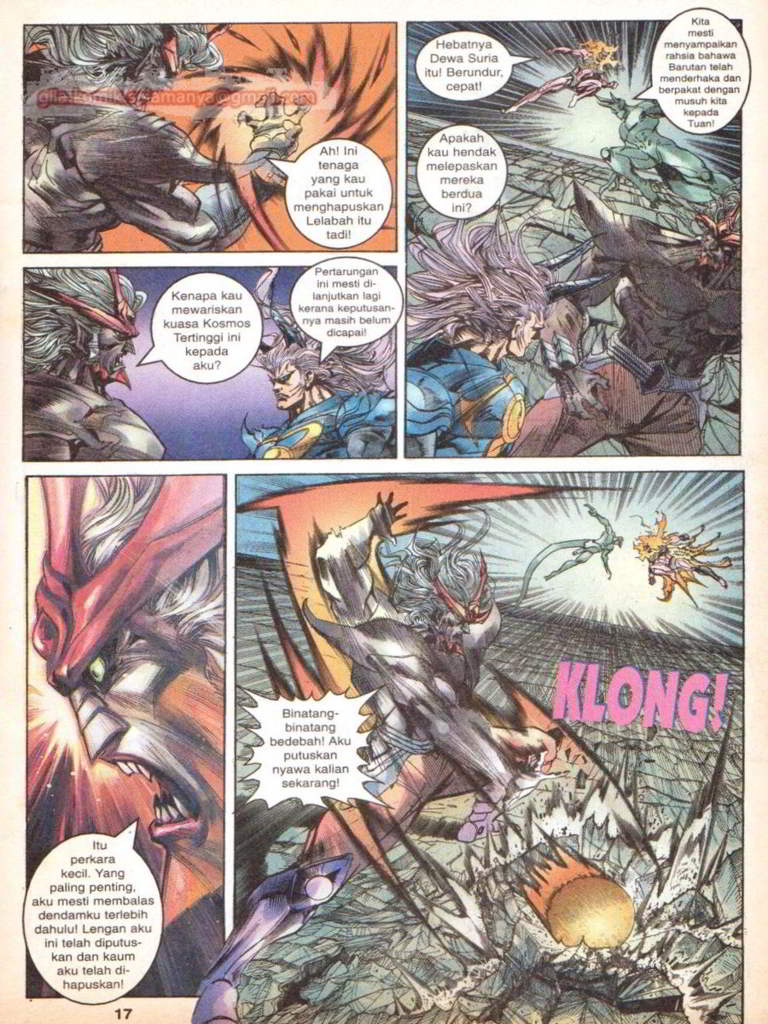 gilakomikselamanya@gmail.com
Ah! Ini
tenaga
yang kau
pakai untuk
menghapuskan
Lelabah itu
tadi!
Kenapa kau
mewariskan
kuasa Kosmos
Tertinggi ini
kepada
aku?
Pertarungan
ini mesti di-
lanjutkan lagi
kerana keputusan-
nya masih belum
dicapai!
Hebatnya
Dewa Suria
itu! Berundur,
cepat!
Kita
mesti
menyampaikan
rahsia bahawa
Barutan telah
menderhaka dan
berpakat dengan
musuh kita
kepada
Tuan!
Apakah
kau hendak
melepaskan
mereka
berdua
ini?
Itu
perkara
kecil. Yang
paling penting,
aku mesti membalas
dendamku terlebih
dahulu! Lengan aku
ini telah diputus-
kan dan kaum
aku telah di-
hapuskan!
Binatang-
binatang
bedebah! Aku
putuskan
nyawa kalian
sekarang!
KLONG!
17